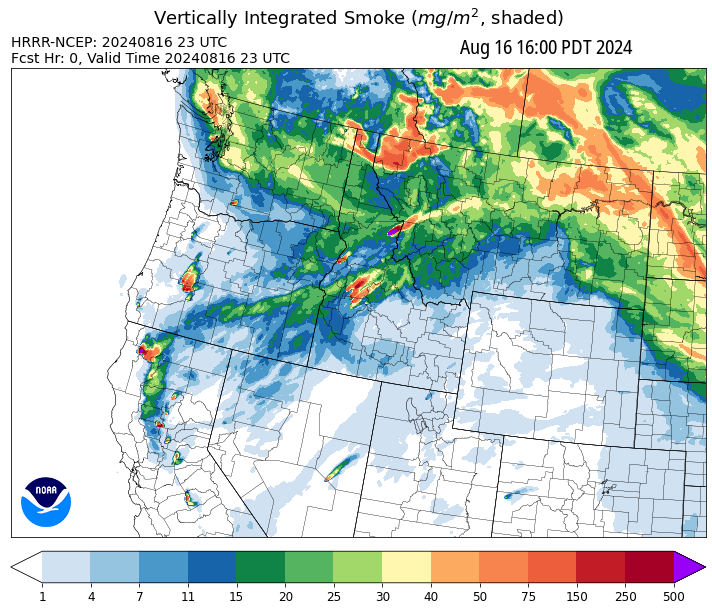 Vertically Integrated Smoke (mg/m², shaded)
HRRR-NCEP: 20240816 23 UTC
Fcst Hr: 0, Valid Time 20240816 23 UTC
Aug 16 16:00 PDT 2024
NOAA
1 4 7 11 15 20 25 30 40 50 75 150 250 500